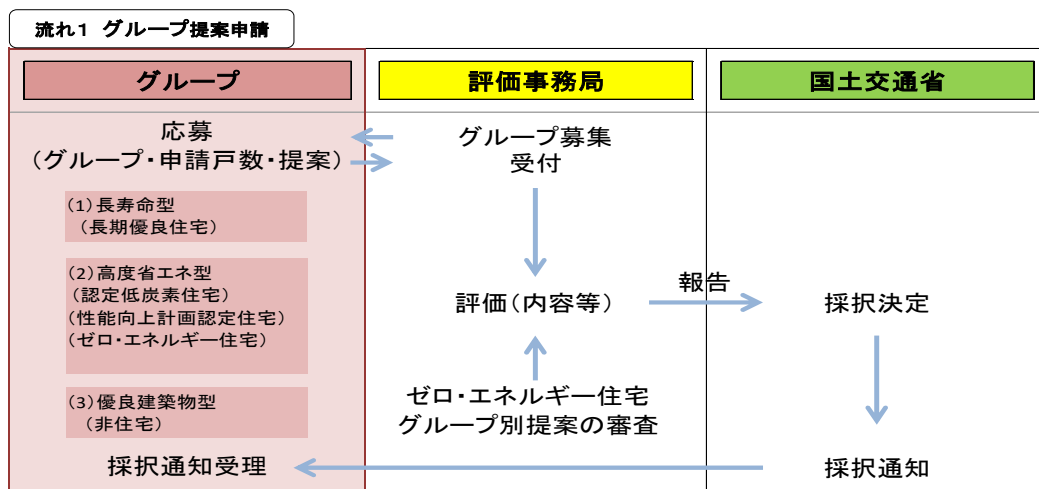 流れ1 グループ提案申請
グループ
評価事務局
国土交通省
応募
(グループ・申請戸数・提案)
グループ募集
受付
(1)長寿命型
(長期優良住宅)
(2)高度省エネ型
(認定低炭素住宅)
(性能向上計画認定住宅)
(ゼロ・エネルギー住宅)
報告
評価(内容等)
採択決定
(3)優良建築物型
(非住宅)
ゼロ・エネルギー住宅
グループ別提案の審査
採択通知受理
採択通知